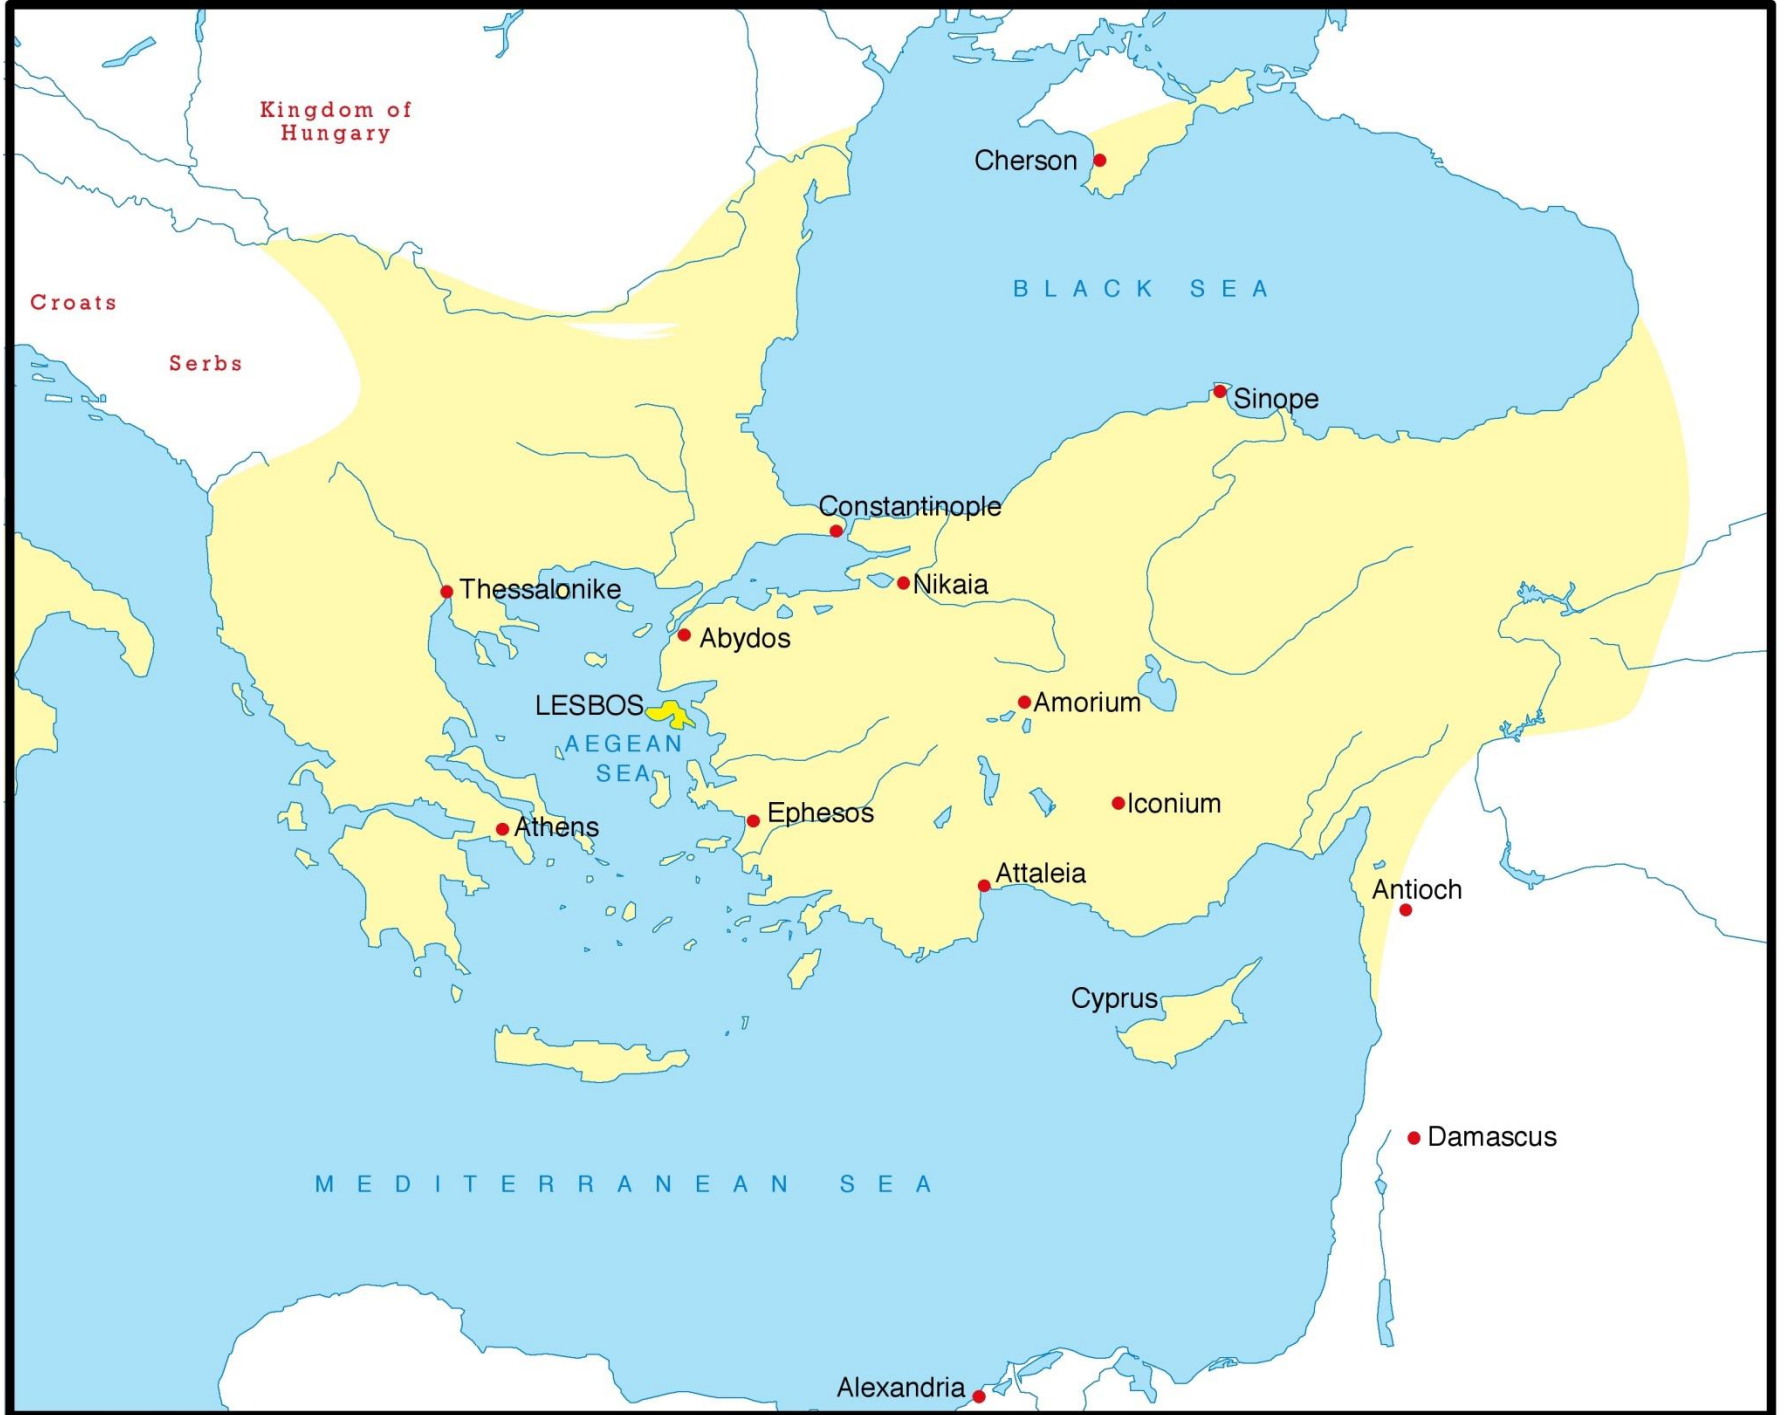 Kingdom of
Hungary
Cherson
BLACK SEA
Croats
Serbs
Sinope
Constantinople
Nikaia
Thessalonike
Abydos
LESBOS
Amorium
AEGEAN
SEA
Iconium
Ephesos
Athens
Attaleia
Antioch
Cyprus
Damascus
MEDITERRANEAN SEA
Alexandria